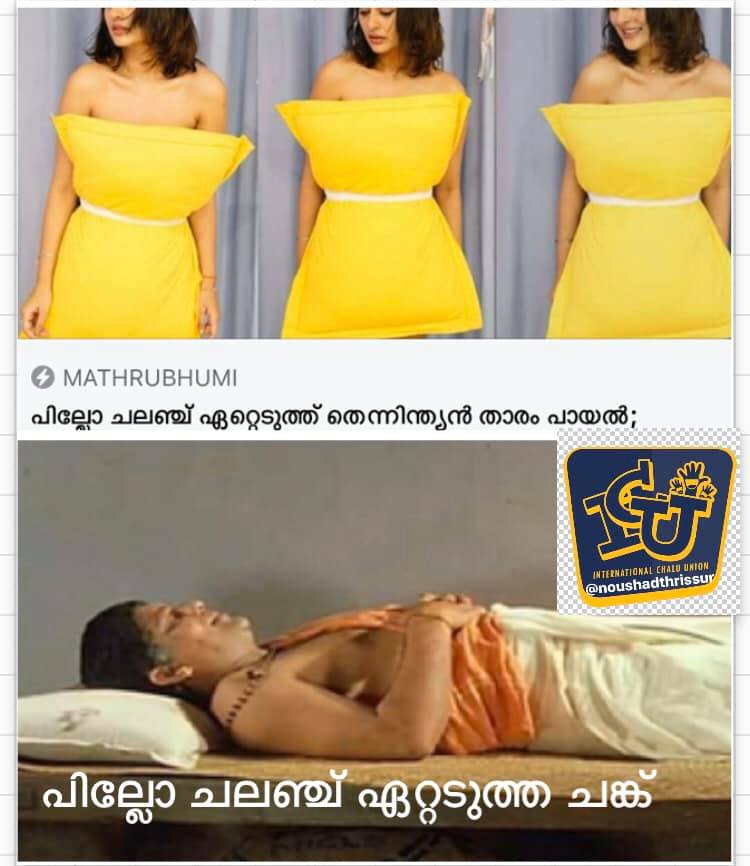 MATHRUBHUMI
പില്ലോ ചലഞ്ച് ഏറ്റെടുത്ത് തെന്നിന്ത്യൻ താരം പായൽ;
ICU
INTERNATIONAL CHALU UNION
@noushadthrissur
പില്ലോ ചലഞ്ച് ഏറ്റടുത്ത ചങ്ക്